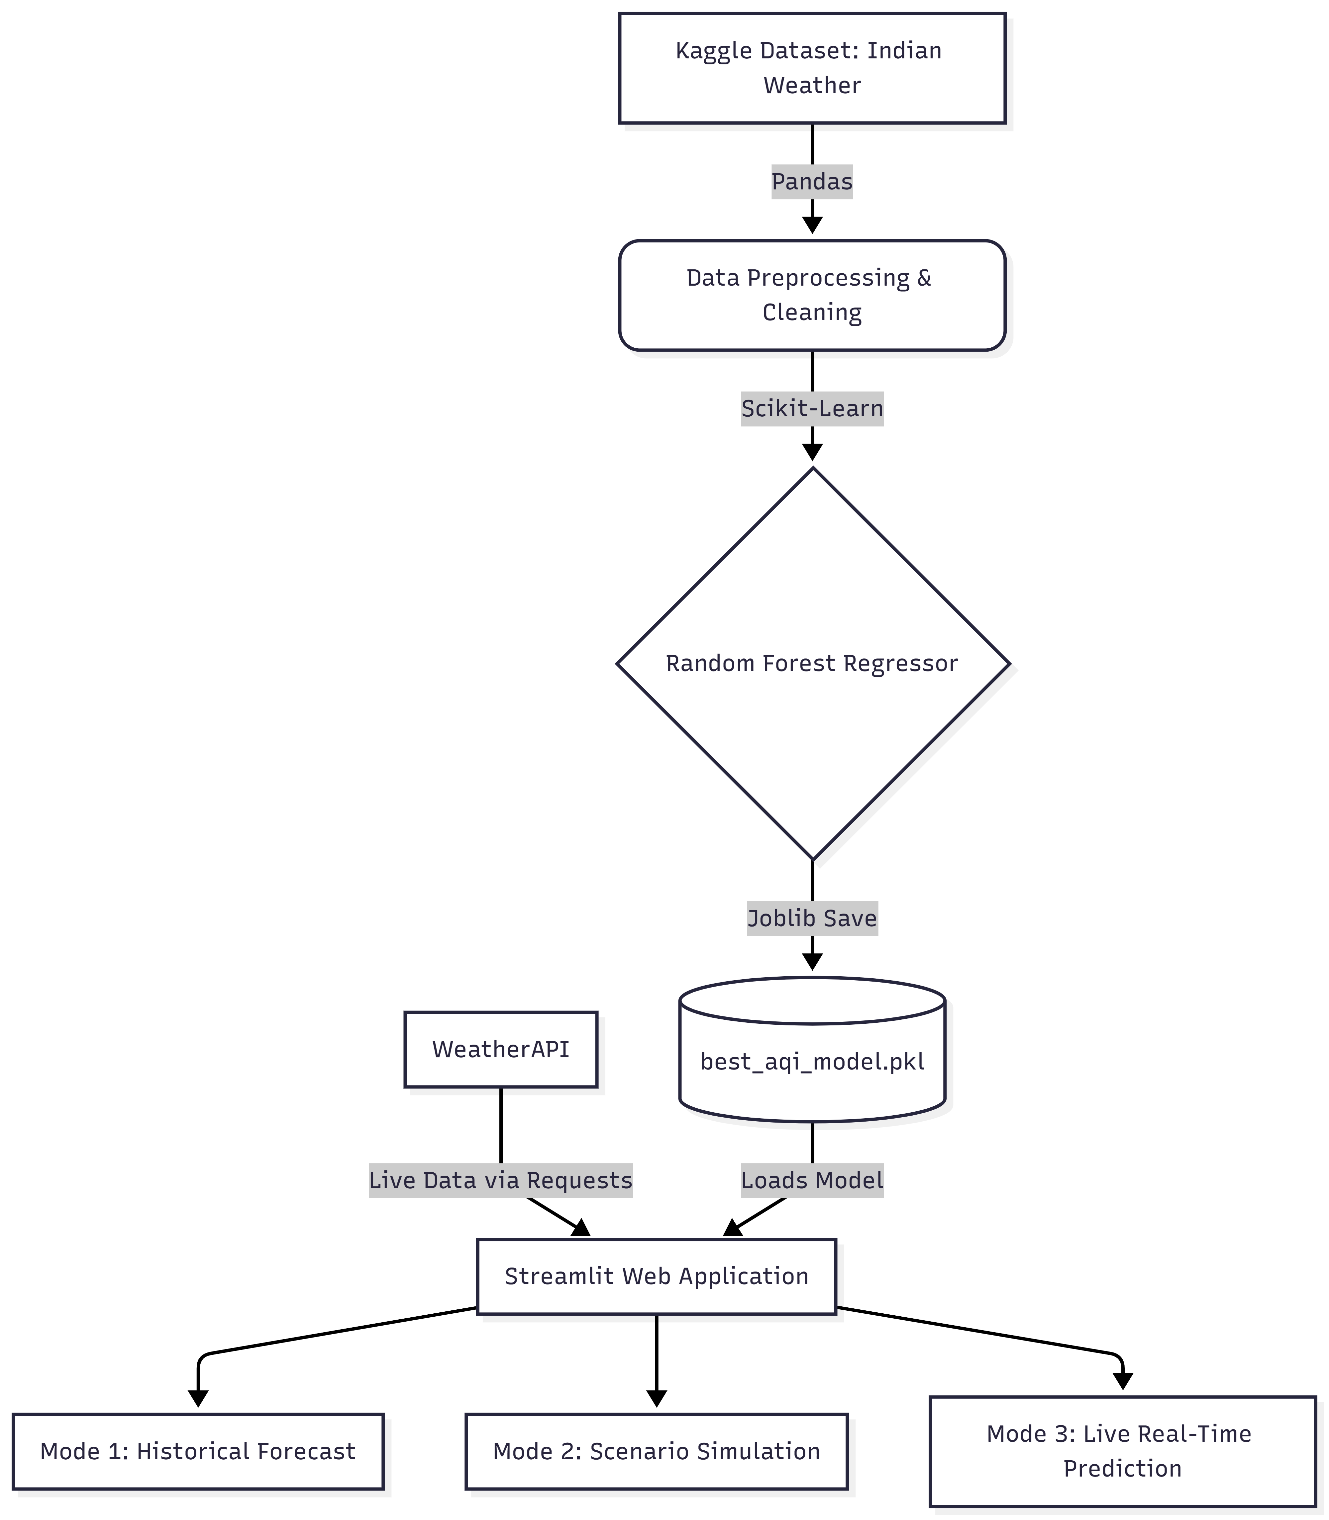 Kaggle Dataset: Indian
Weather
Pandas
Data Preprocessing &
Cleaning
Scikit-Learn
Random Forest Regressor
Joblib Save
WeatherAPI
best_aqi_model.pkl
Live Data via Requests
Loads Model
Streamlit Web Application
Mode 1: Historical Forecast
Mode 2: Scenario Simulation
Mode 3: Live Real-Time
Prediction